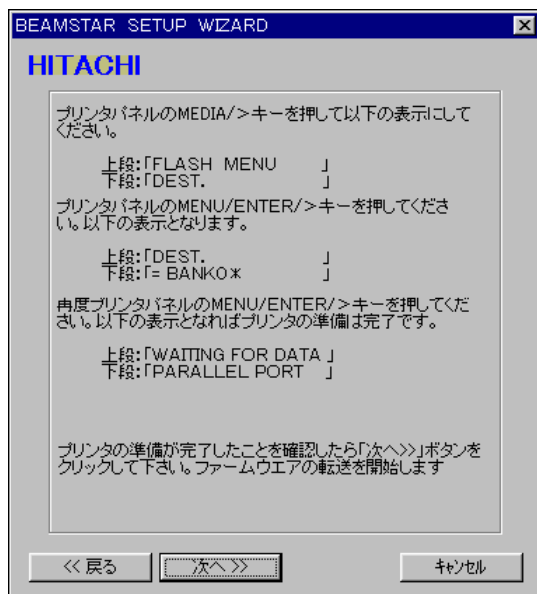 BEAMSTAR SETUP WIZARD
HITACHI
プリンタパネルのMEDIA/>キーを押して以下の表示にして
ください。
上段:「FLASH MENU 」
下段:「DEST. 」
プリンタパネルのMENU/ENTER/>キーを押してくださ
い。以下の表示となります。
上段:「DEST. 」
下段:「= BANK0* 」
再度プリンタパネルのMENU/ENTER/>キーを押してくだ
さい。以下の表示となればプリンタの準備は完了です。
上段:「WAITING FOR DATA 」
下段:「PARALLEL PORT 」
プリンタの準備が完了したことを確認したら「次へ>>」ボタンを
クリックして下さい。ファームウエアの転送を開始します
<< 戻る 次へ >> キャンセル